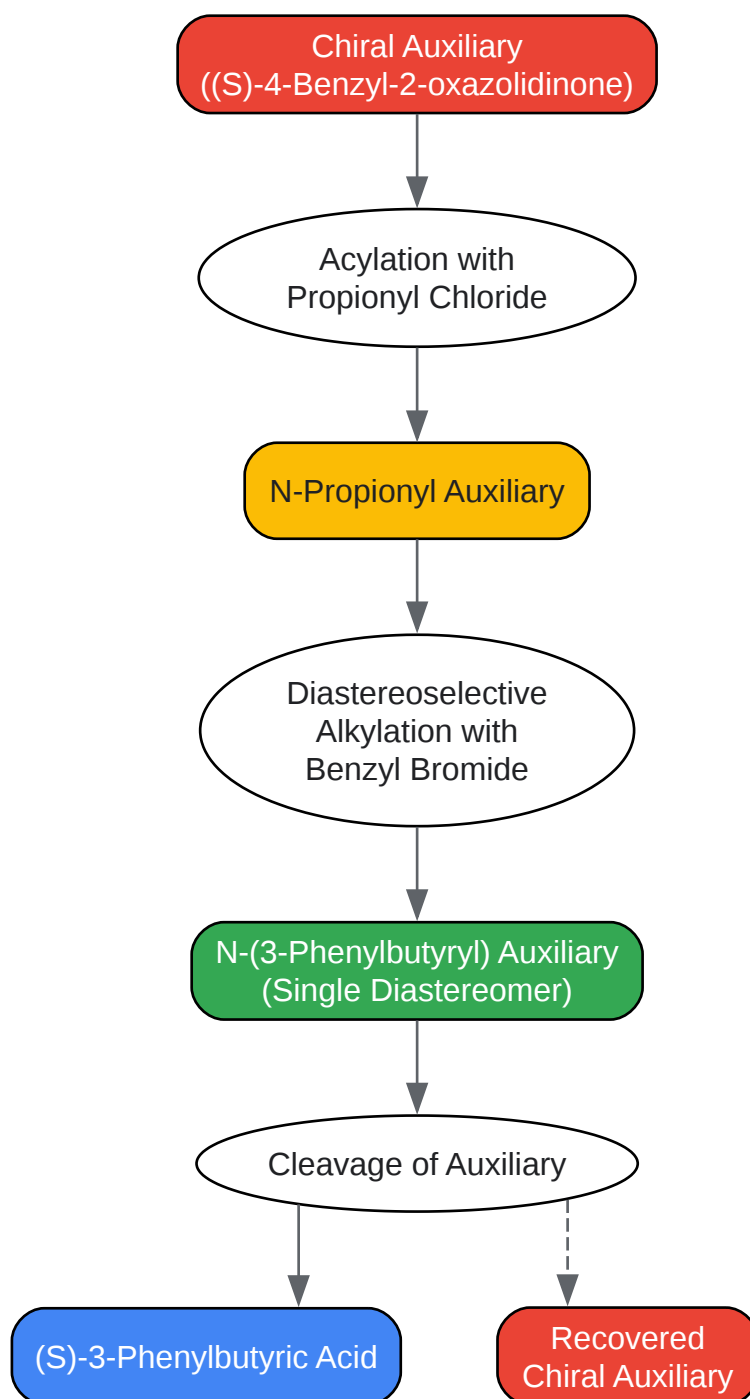 Chiral Auxiliary
((S)-4-Benzyl-2-oxazolidinone)
Acylation with
Propionyl Chloride
N-Propionyl Auxiliary
Diastereoselective
Alkylation with
Benzyl Bromide
N-(3-Phenylbutyryl) Auxiliary
(Single Diastereomer)
Cleavage of Auxiliary
(S)-3-Phenylbutyric Acid
Recovered
Chiral Auxiliary